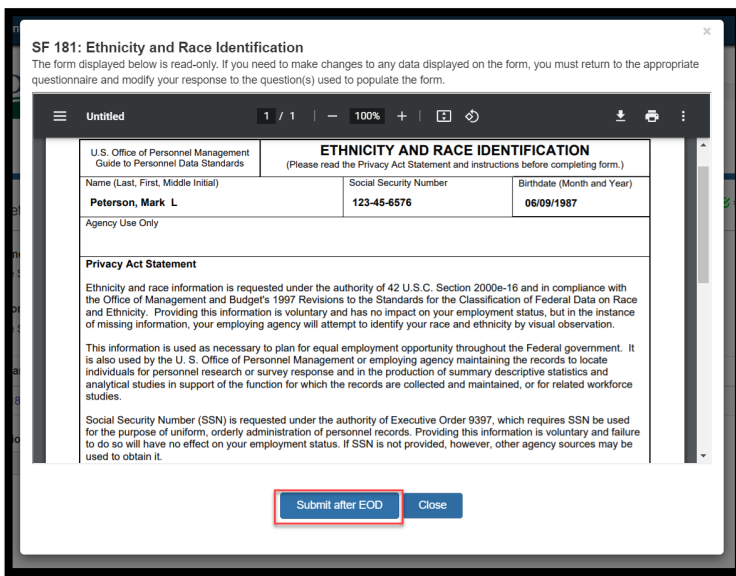 ×
SF 181: Ethnicity and Race Identification
The form displayed below is read-only. If you need to make changes to any data displayed on the form, you must return to the appropriate
questionnaire and modify your response to the question(s) used to populate the form.
Untitled 1 / 1 | − 100% + |
U.S. Office of Personnel Management
Guide to Personnel Data Standards
ETHNICITY AND RACE IDENTIFICATION
(Please read the Privacy Act Statement and instructions before completing form.)
Name (Last, First, Middle Initial) Social Security Number Birthdate (Month and Year)
Peterson, Mark L 123-45-6576 06/09/1987
Agency Use Only
Privacy Act Statement
Ethnicity and race information is requested under the authority of 42 U.S.C. Section 2000e-16 and in compliance with
the Office of Management and Budget's 1997 Revisions to the Standards for the Classification of Federal Data on Race
and Ethnicity. Providing this information is voluntary and has no impact on your employment status, but in the instance
of missing information, your employing agency will attempt to identify your race and ethnicity by visual observation.
This information is used as necessary to plan for equal employment opportunity throughout the Federal government. It
is also used by the U. S. Office of Personnel Management or employing agency maintaining the records to locate
individuals for personnel research or survey response and in the production of summary descriptive statistics and
analytical studies in support of the function for which the records are collected and maintained, or for related workforce
studies.
Social Security Number (SSN) is requested under the authority of Executive Order 9397, which requires SSN be used
for the purpose of uniform, orderly administration of personnel records. Providing this information is voluntary and failure
to do so will have no effect on your employment status. If SSN is not provided, however, other agency sources may be
used to obtain it.
Submit after EOD Close